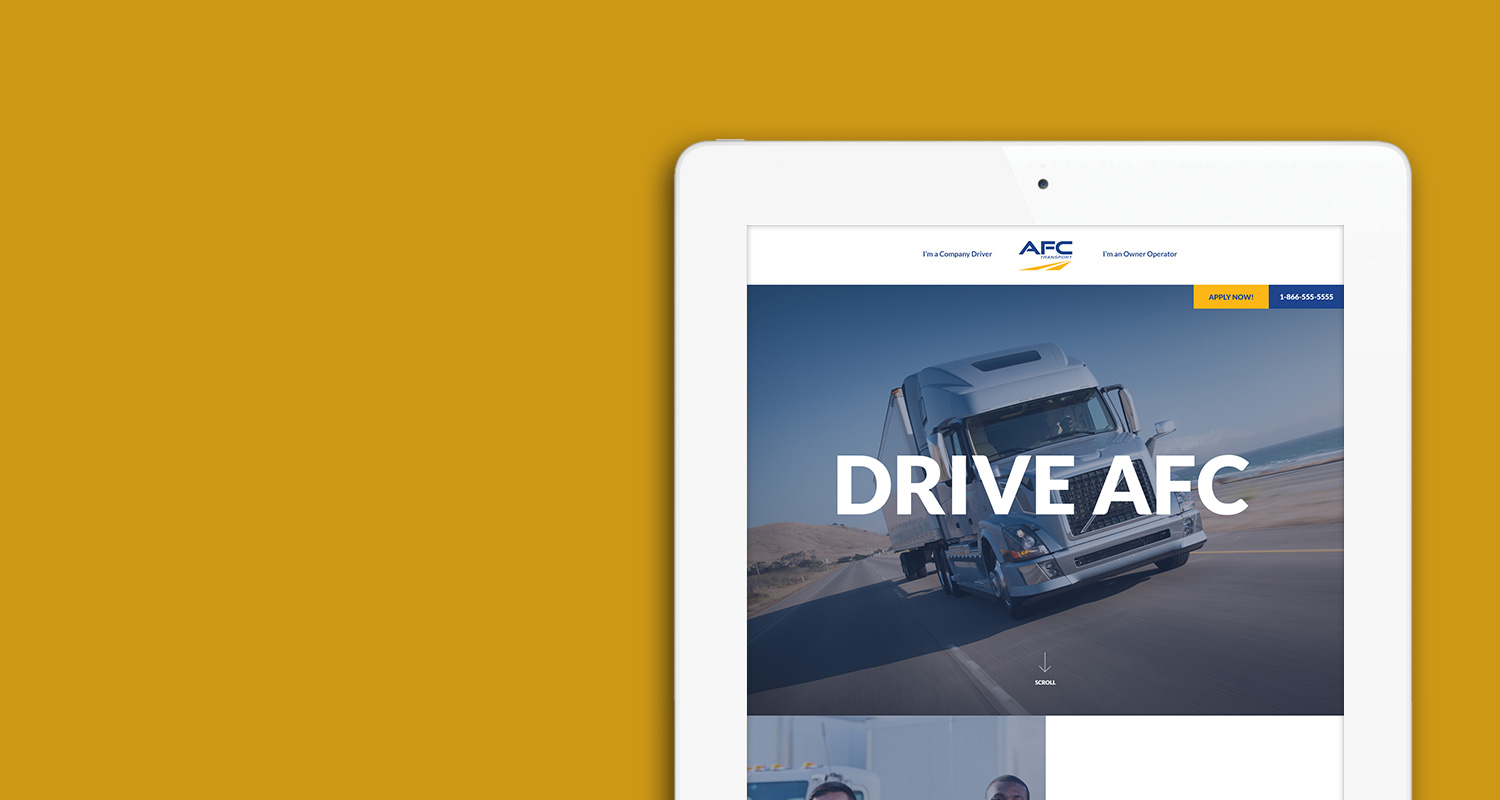 I'm a Company Driver
AFC
TRANSPORT
I'm an Owner Operator
APPLY NOW!
1-866-555-5555
DRIVE AFC
SCROLL